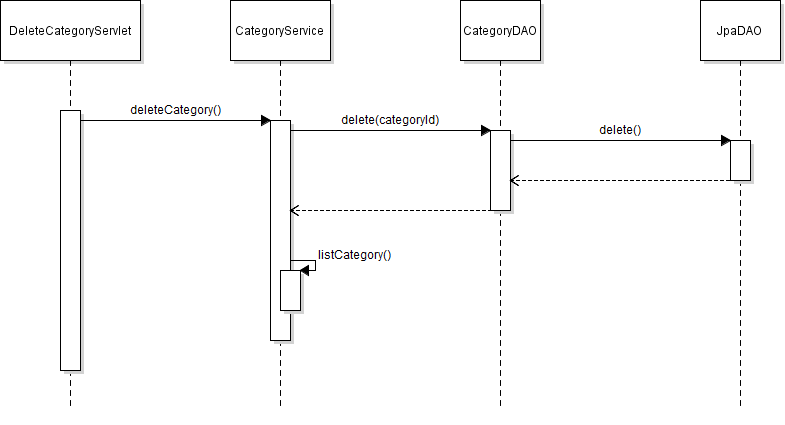 DeleteCategoryServlet
CategoryService
CategoryDAO
JpaDAO
deleteCategory()
delete(categoryId)
delete()
listCategory()